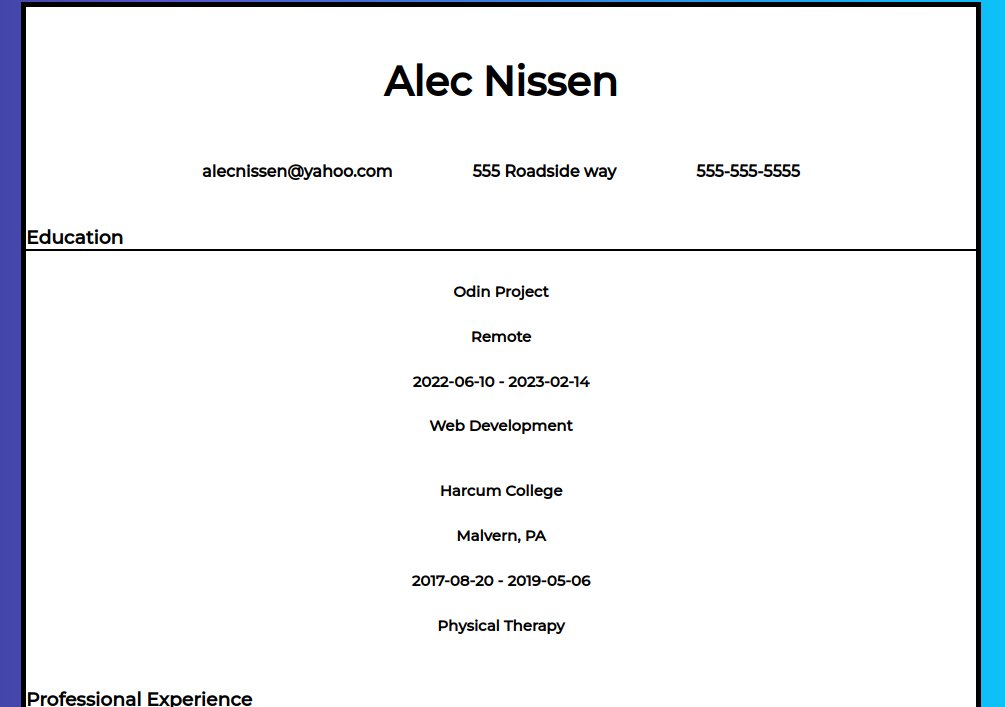 Alec Nissen
alecnissen@yahoo.com 555 Roadside way 555-555-5555
Education
Odin Project
Remote
2022-06-10 - 2023-02-14
Web Development
Harcum College
Malvern, PA
2017-08-20 - 2019-05-06
Physical Therapy
Professional Experience